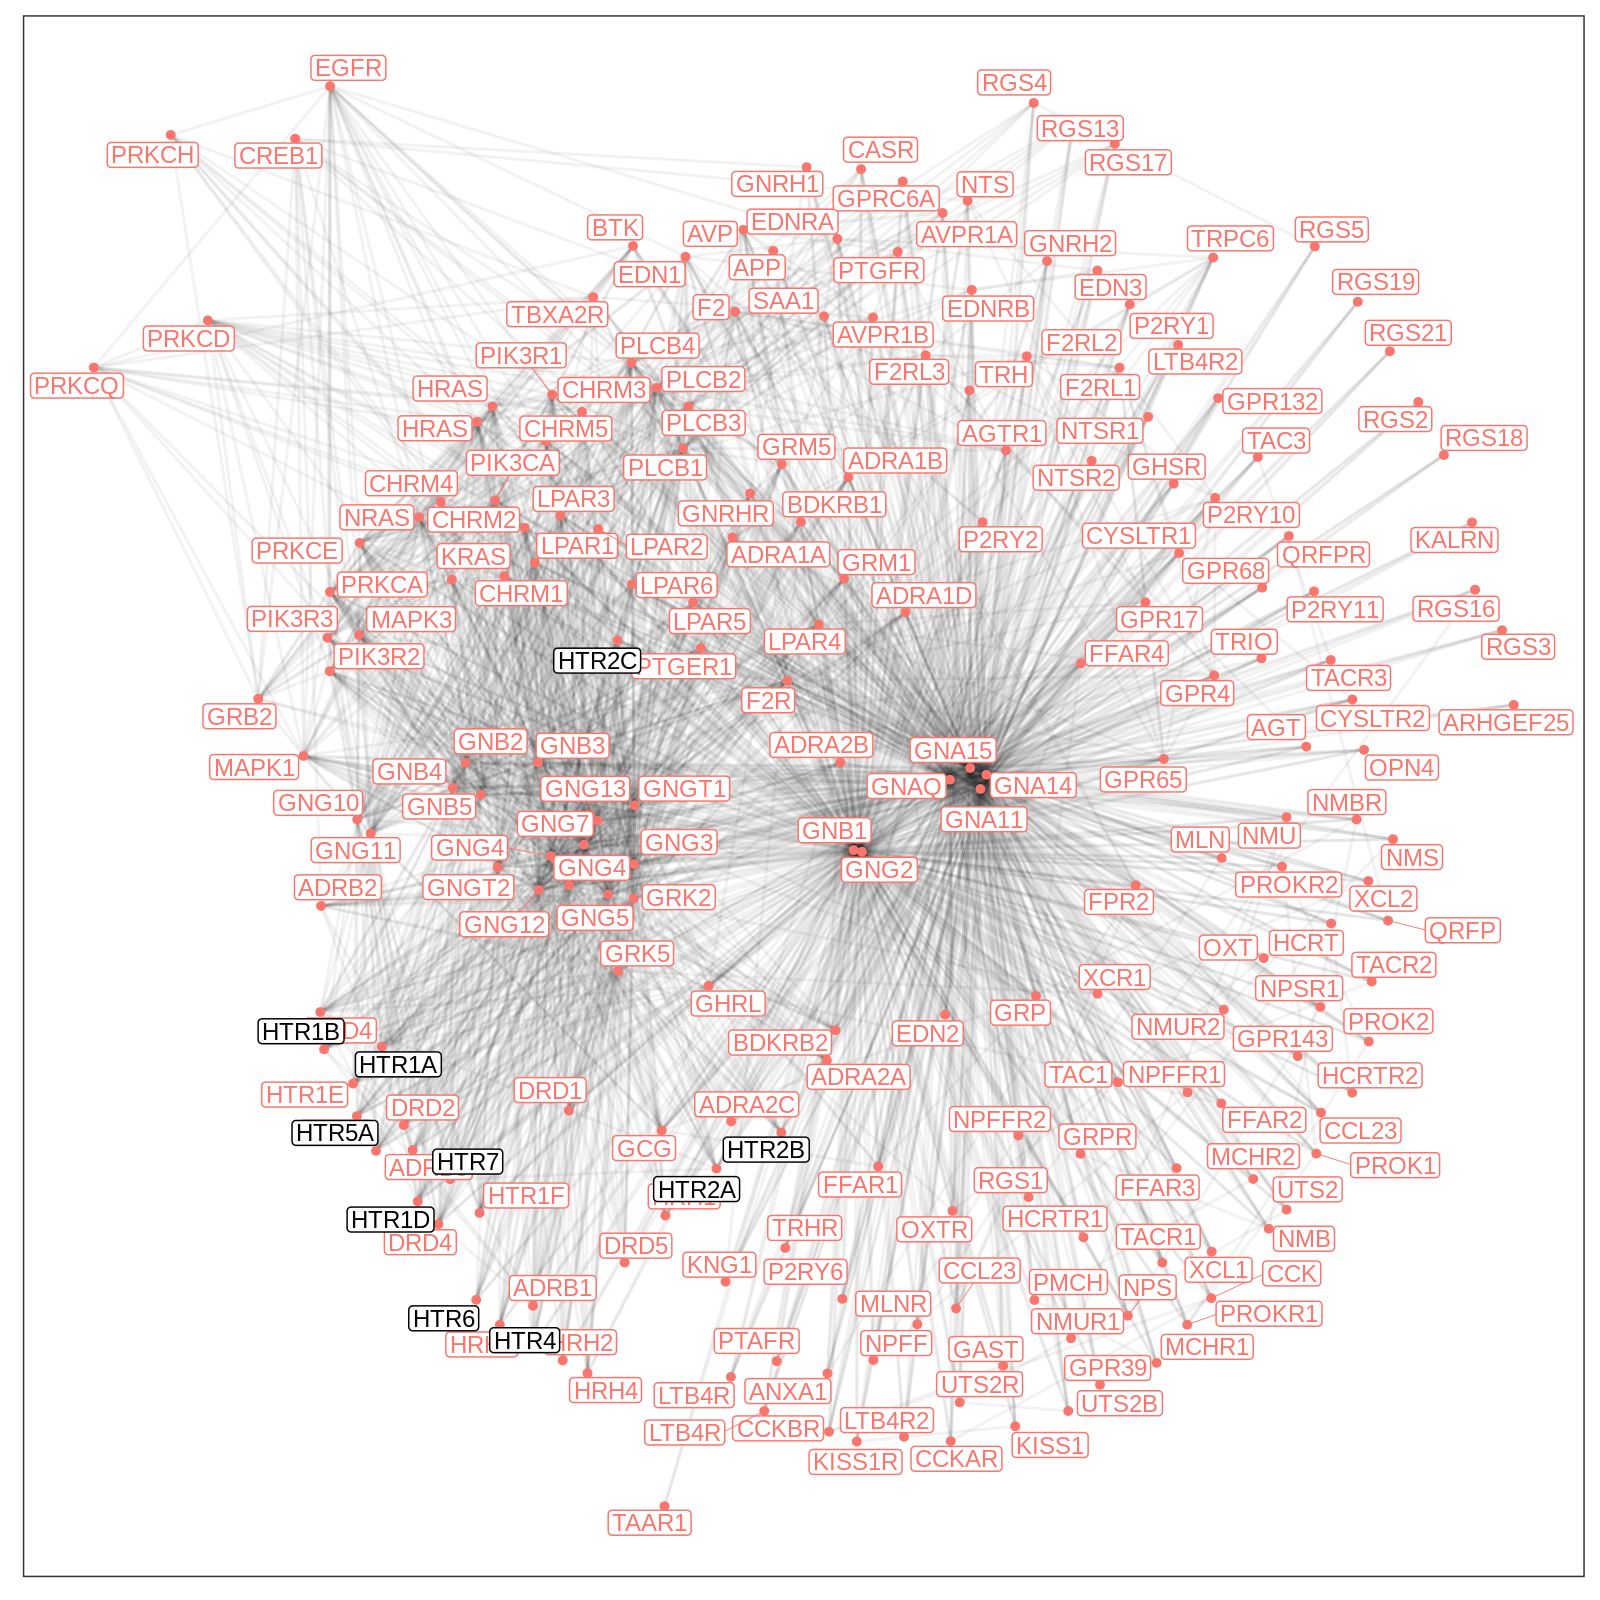 EGFR
RGS4
RGS13
PRKCH
CREB1
CASR
RGS17
GNRH1
GPRC6A
NTS
BTK
AVP
EDNRA
AVPR1A
GNRH2
TRPC6
RGS5
EDN1
APP
PTGFR
EDN3
RGS19
TBXA2R
F2
SAA1
EDNRB
PRKCD
AVPR1B
P2RY1
RGS21
PIK3R1
PLCB4
F2RL2
LTB4R2
PRKCQ
HRAS
CHRM3
PLCB2
F2RL3
TRH
F2RL1
GPR132
RGS2
HRAS
CHRM5
PLCB3
AGTR1
NTSR1
TAC3
RGS18
PIK3CA
PLCB1
GRM5
ADRA1B
NTSR2
GHSR
CHRM4
LPAR3
GNRHR
BDKRB1
P2RY10
NRAS
CHRM2
P2RY2
CYSLTR1
KALRN
PRKCE
KRAS
LPAR1
LPAR2
ADRA1A
GRM1
QRFPR
PRKCA
CHRM1
LPAR6
ADRA1D
GPR68
PIK3R3
MAPK3
LPAR5
GPR17
P2RY11
RGS16
PIK3R2
HTR2C
PTGER1
LPAR4
FFAR4
TRIO
RGS3
GRB2
F2R
GPR4
TACR3
GNB2
GNB3
ADRA2B
GNA15
AGT
CYSLTR2
ARHGEF25
MAPK1
GNB4
GNG13
GNGT1
GNAQ
GNA14
GPR65
OPN4
GNG10
GNB5
GNG7
GNB1
GNA11
NMBR
GNG11
GNG4
GNG3
MLN
NMU
NMS
ADRB2
GNGT2
GNG4
GRK2
GNG2
FPR2
PROKR2
XCL2
GNG12
GNG5
QRFP
GRK5
OXT
HCRT
TACR2
GHRL
XCR1
NPSR1
HTR1B
D4
BDKRB2
EDN2
GRP
NMUR2
GPR143
PROK2
HTR1A
ADRA2A
TAC1
NPFFR1
HCRTR2
HTR1E
DRD2
DRD1
ADRA2C
NPFFR2
GRPR
FFAR2
CCL23
HTR5A
GCG
HTR2B
HTR7
MCHR2
PROK1
HTR1F
HTR2A
FFAR1
RGS1
FFAR3
UTS2
HTR1D
DRD4
DRD5
TRHR
OXTR
HCRTR1
TACR1
NMB
ADRB1
KNG1
P2RY6
CCL23
PMCH
NPS
XCL1
CCK
HTR6
MLNR
NMUR1
PROKR1
HTR4
HRH2
PTAFR
NPFF
GAST
MCHR1
HRH4
LTB4R
ANXA1
UTS2R
GPR39
UTS2B
LTB4R
CCKBR
LTB4R2
KISS1R
CCKAR
KISS1
TAAR1